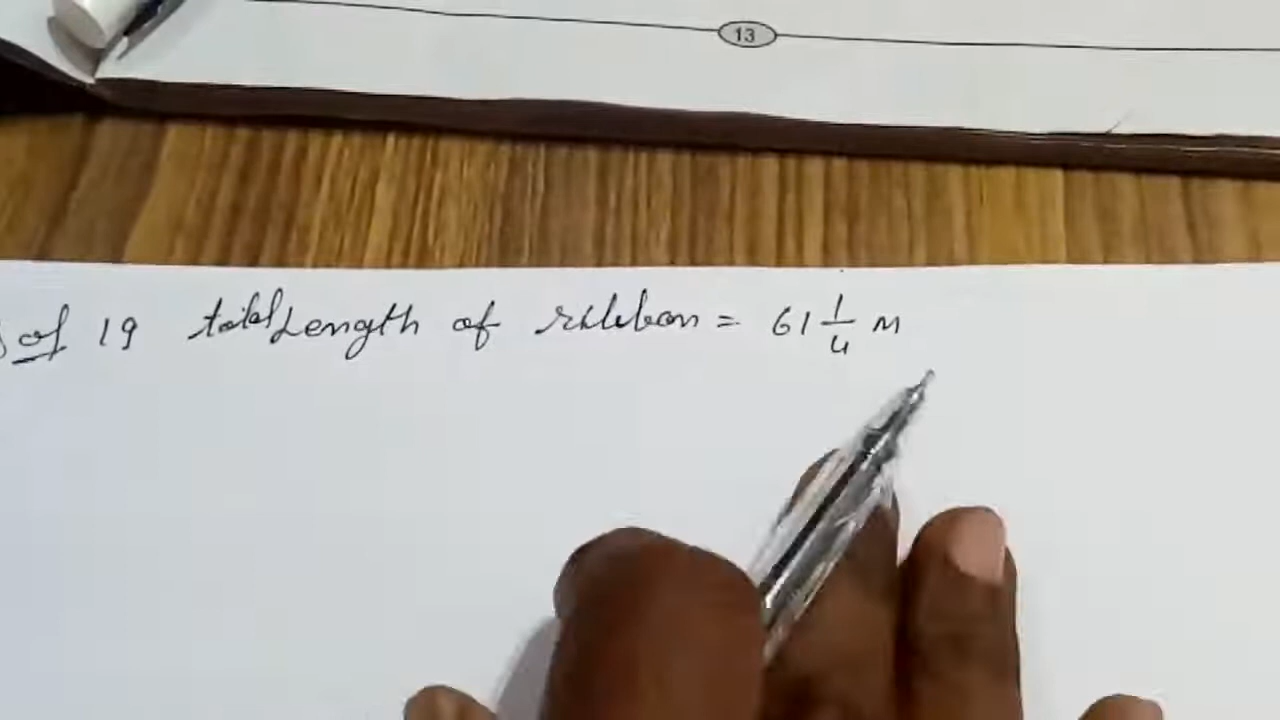 13
of 19 total Length of ribbon = 61 1/4 m